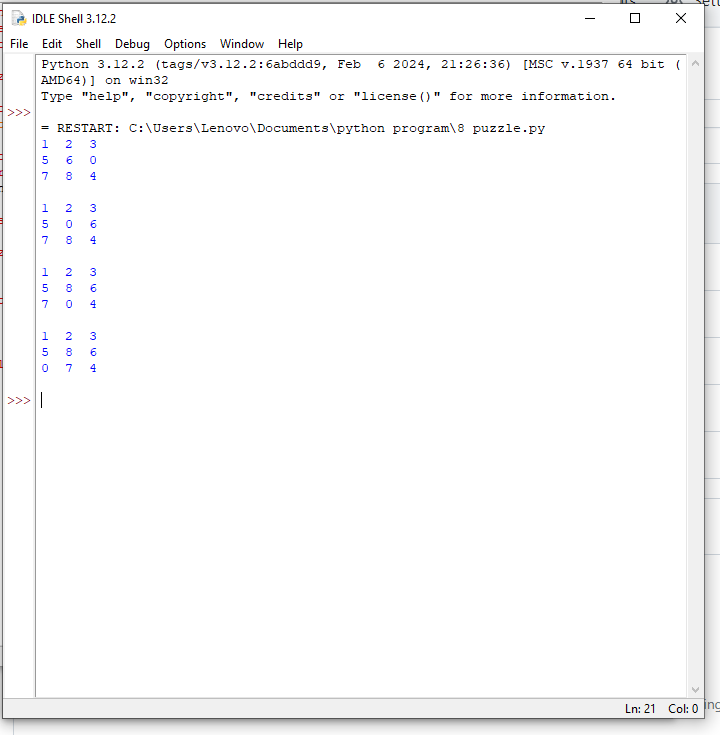 IDLE Shell 3.12.2
File Edit Shell Debug Options Window Help
Python 3.12.2 (tags/v3.12.2:6abddd9, Feb  6 2024, 21:26:36) [MSC v.1937 64 bit (
AMD64)] on win32
Type "help", "copyright", "credits" or "license()" for more information.
>>>
= RESTART: C:\Users\Lenovo\Documents\python program\8 puzzle.py
1 2 3
5 6 0
7 8 4
1 2 3
5 0 6
7 8 4
1 2 3
5 8 6
7 0 4
1 2 3
5 8 6
0 7 4
>>>
Ln: 21 Col: 0